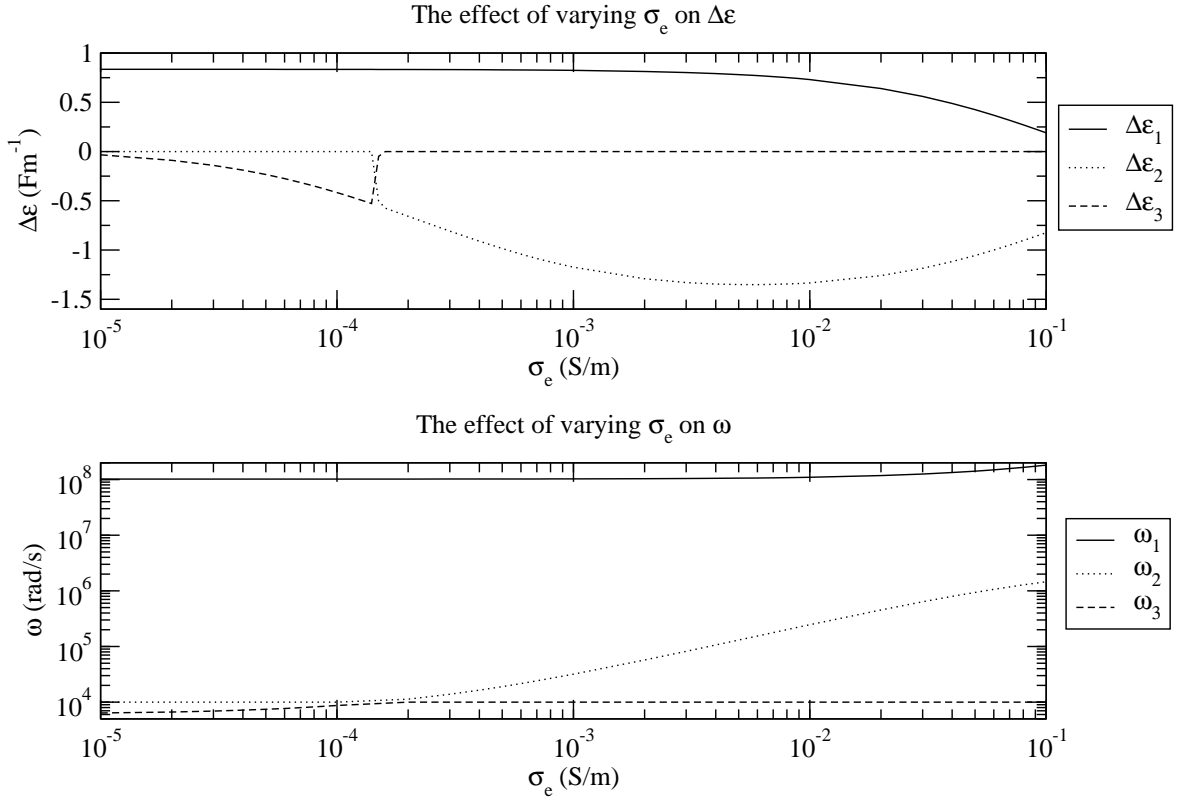 The effect of varying σₑ on Δε
1
0.5
0
-0.5
-1
-1.5
Δε (Fm⁻¹)
10⁻⁵ 10⁻⁴ 10⁻³ 10⁻² 10⁻¹
σₑ (S/m)
Δε₁
Δε₂
Δε₃
The effect of varying σₑ on ω
10⁸
10⁷
10⁶
10⁵
10⁴
ω (rad/s)
10⁻⁵ 10⁻⁴ 10⁻³ 10⁻² 10⁻¹
σₑ (S/m)
ω₁
ω₂
ω₃